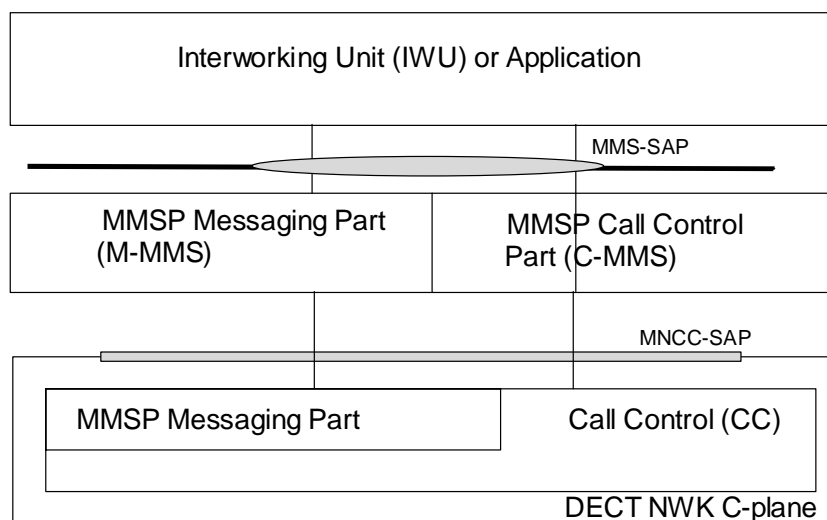 Interworking Unit (IWU) or Application
MMS-SAP
MMSP Messaging Part
(M-MMS)
MMSP Call Control
Part (C-MMS)
MNCC-SAP
MMSP Messaging Part
Call Control (CC)
DECT NWK C-plane